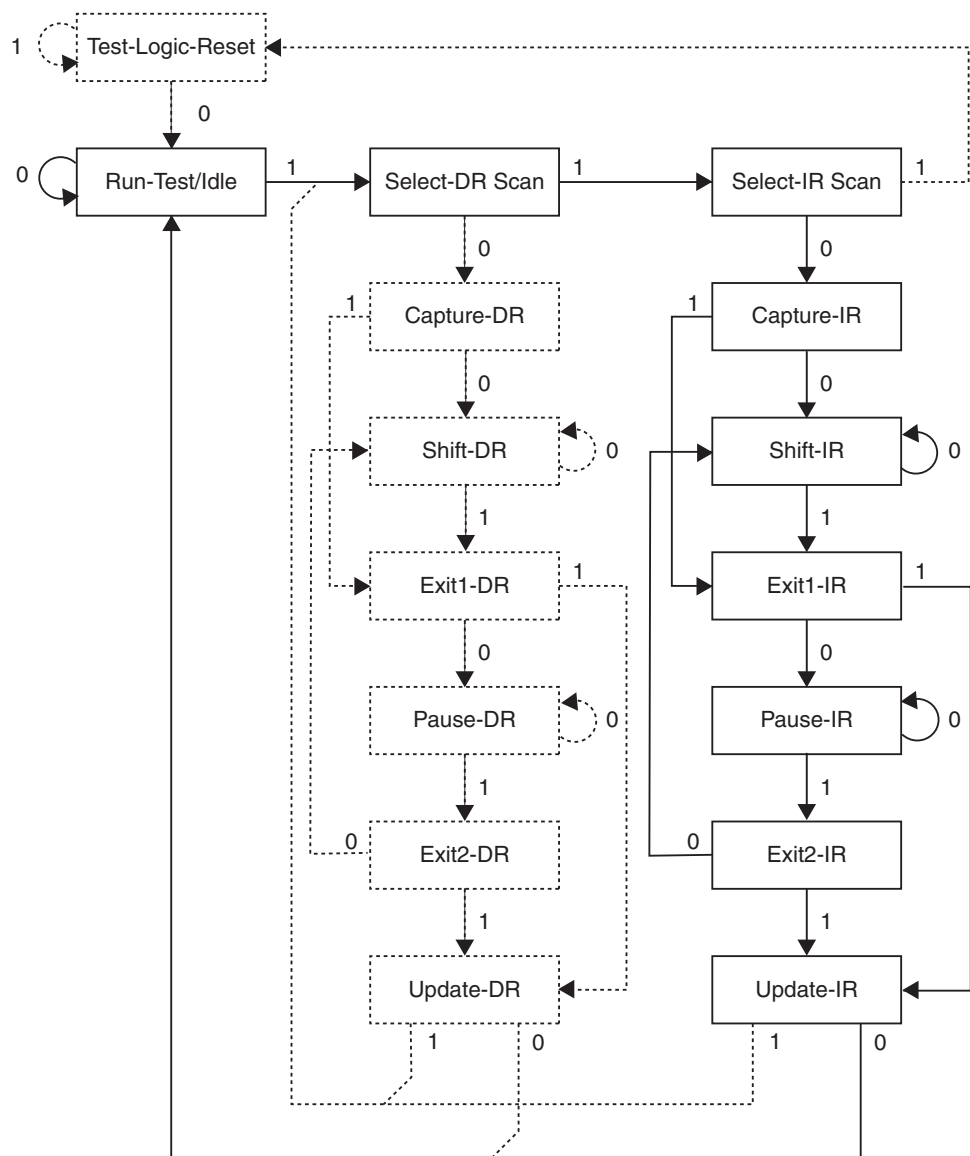 1 Test-Logic-Reset
0
0 Run-Test/Idle 1 Select-DR Scan 1 Select-IR Scan 1
0 0
1 Capture-DR 1 Capture-IR
0 0
Shift-DR 0 Shift-IR 0
1 1
Exit1-DR 1 Exit1-IR 1
0 0
Pause-DR 0 Pause-IR 0
1 1
0 Exit2-DR 0 Exit2-IR
1 1
Update-DR Update-IR
1 0 1 0